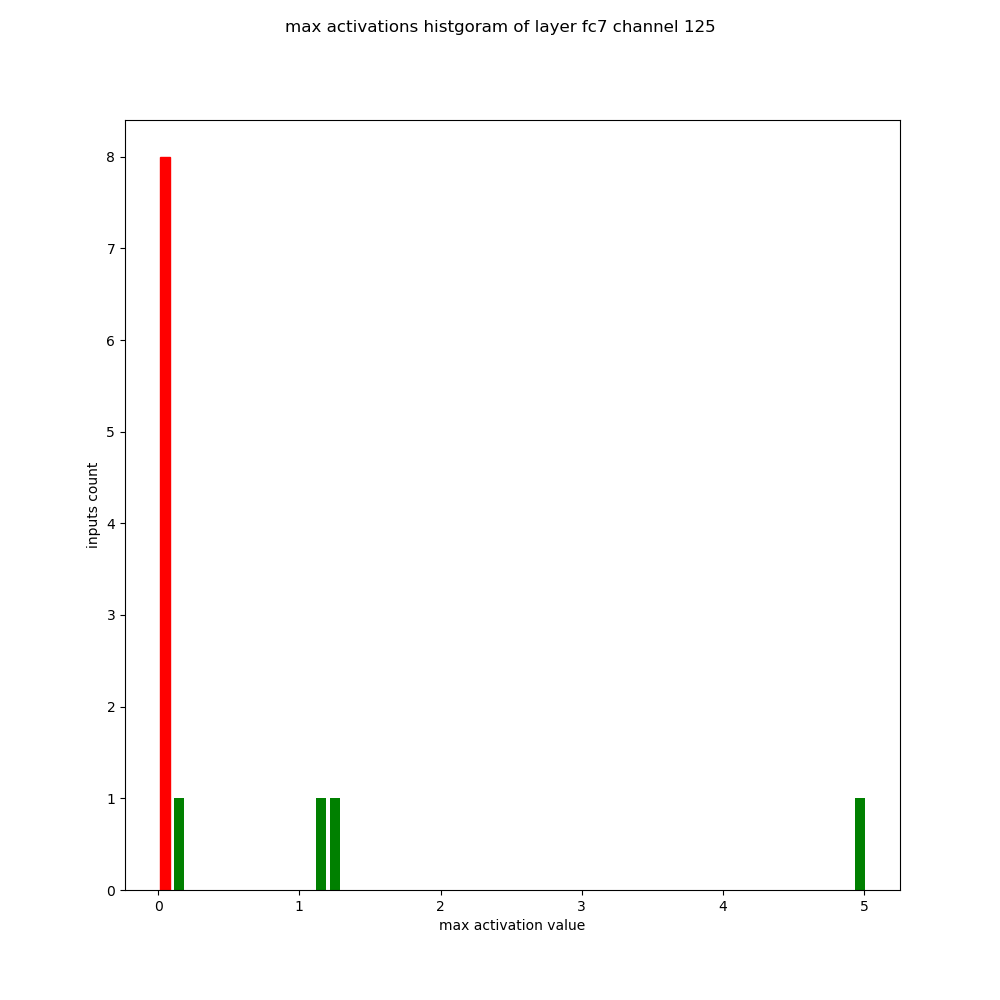 max activations histgoram of layer fc7 channel 125
8
7
6
5
4
3
2
1
0
inputs count
0 1 2 3 4 5
max activation value